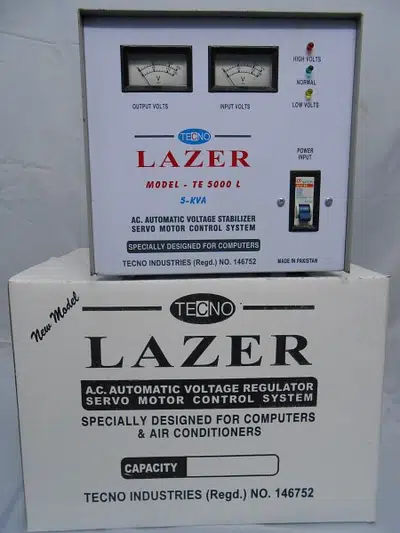 HIGH VOLTS
NORMAL
LOW VOLTS
V
V
OUTPUT VOLTS
INPUT VOLTS
TECNO
LAZER
MODEL - TE 5000 L
5-KVA
POWER
INPUT
AC. AUTOMATIC VOLTAGE STABILIZER
SERVO MOTOR CONTROL SYSTEM
SPECIALLY DESIGNED FOR COMPUTERS
TECNO INDUSTRIES (Regd.) NO. 146752
MADE IN PAKISTAN
New Model
TECNO
LAZER
A.C. AUTOMATIC VOLTAGE REGULATOR
SERVO MOTOR CONTROL SYSTEM
SPECIALLY DESIGNED FOR COMPUTERS
& AIR CONDITIONERS
CAPACITY
TECNO INDUSTRIES (Regd.) NO. 146752